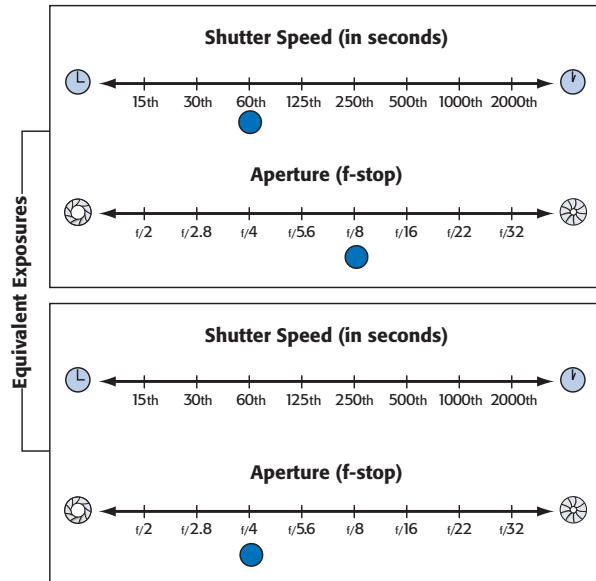 Shutter Speed (in seconds)
15th 30th 60th 125th 250th 500th 1000th 2000th
Aperture (f-stop)
f/2 f/2.8 f/4 f/5.6 f/8 f/16 f/22 f/32
Equivalent Exposures
Shutter Speed (in seconds)
15th 30th 60th 125th 250th 500th 1000th 2000th
Aperture (f-stop)
f/2 f/2.8 f/4 f/5.6 f/8 f/16 f/22 f/32